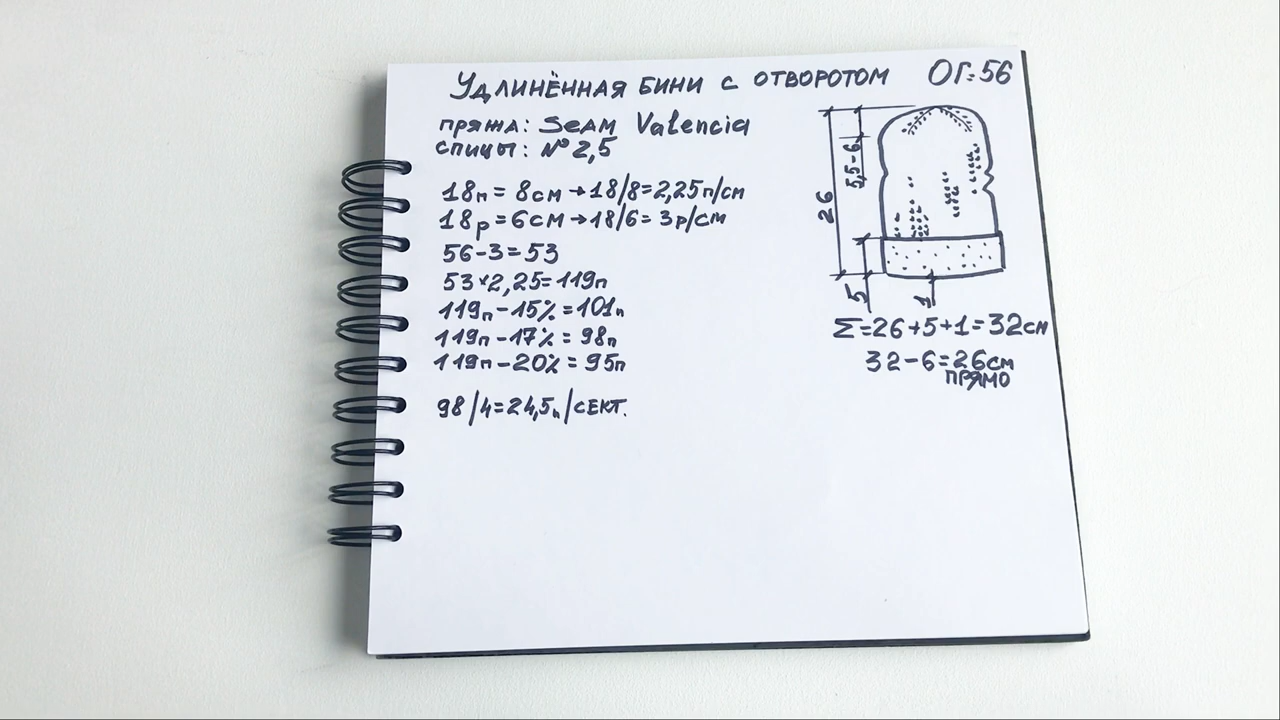 Удлинённая бини с отворотом ОГ=56
пряжа: Seam Valencia
спицы: №2,5
18п = 8см → 18/8=2,25п/см
18р = 6см → 18/6= 3р/см
56-3=53
53×2,25=119п
119п-15%=101п
119п-17%=98п
119п-20%=95п
98/4=24,5п/сект.
26
5,5-6
5
1
Σ=26+5+1=32см
32-6=26см
прямо